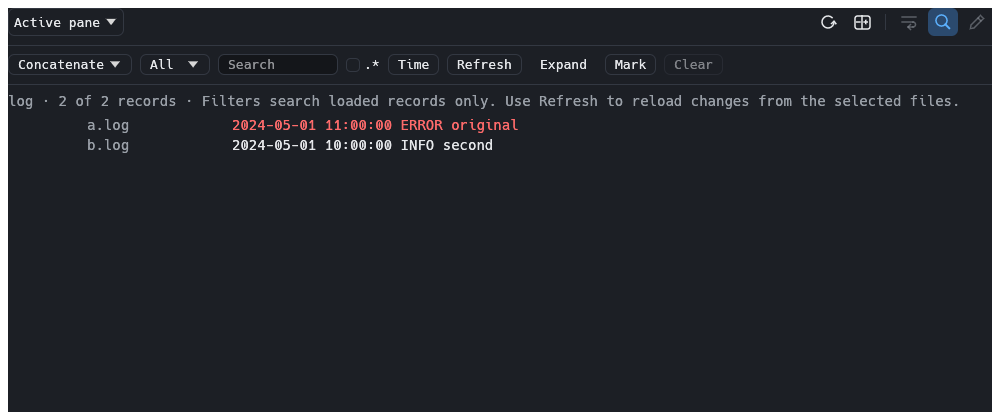 Active pane
Concatenate All Search .* Time Refresh Expand Mark Clear
log · 2 of 2 records · Filters search loaded records only. Use Refresh to reload changes from the selected files.
a.log 2024-05-01 11:00:00 ERROR original
b.log 2024-05-01 10:00:00 INFO second